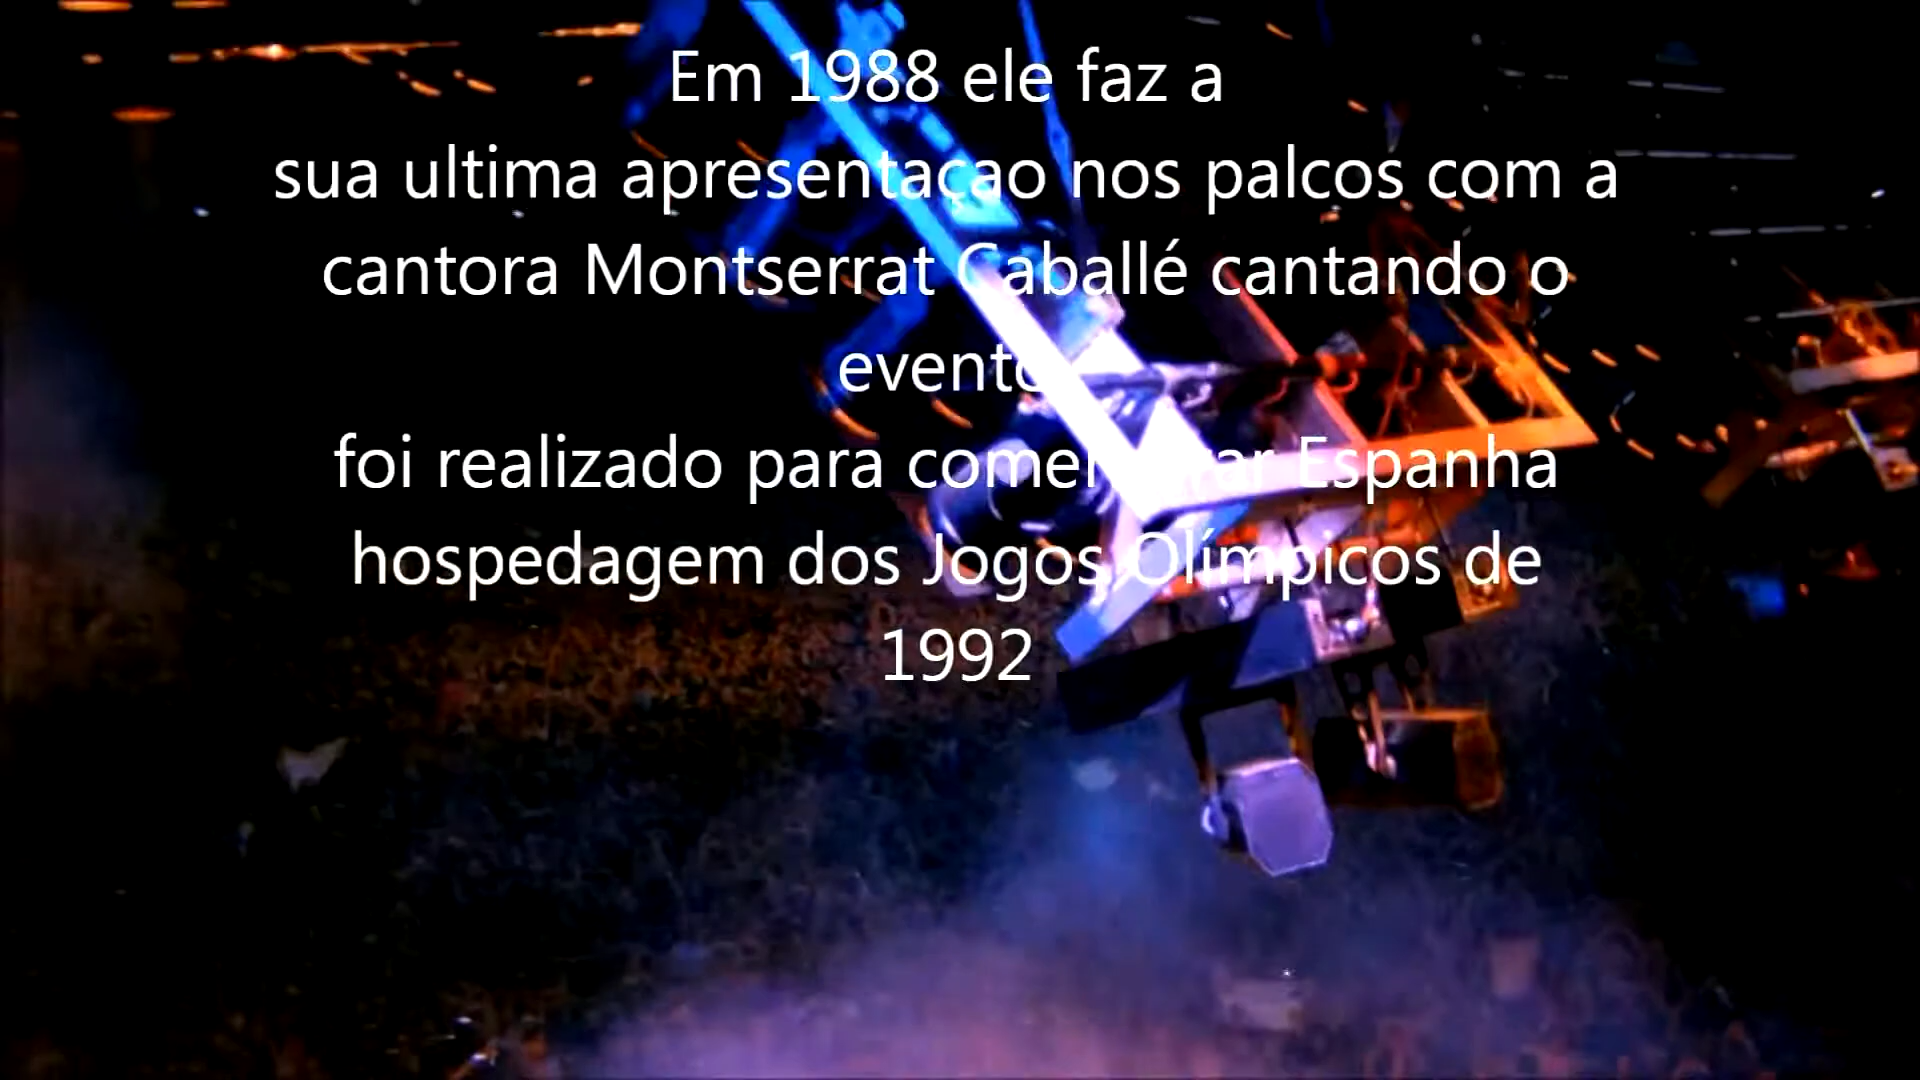 Em 1988 ele faz a
sua ultima apresentaçao nos palcos com a
cantora Montserrat Caballé cantando o
evento
foi realizado para comemorar Espanha
hospedagem dos Jogos Olímpicos de
1992